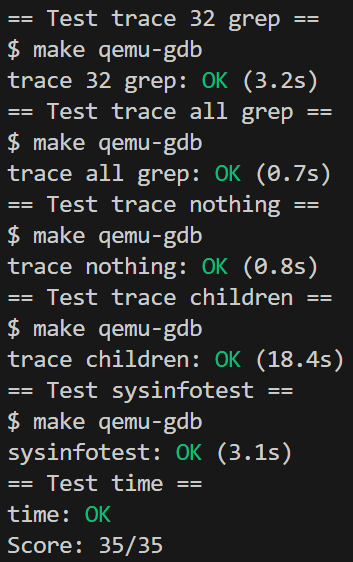 == Test trace 32 grep ==
$ make qemu-gdb
trace 32 grep: OK (3.2s)
== Test trace all grep ==
$ make qemu-gdb
trace all grep: OK (0.7s)
== Test trace nothing ==
$ make qemu-gdb
trace nothing: OK (0.8s)
== Test trace children ==
$ make qemu-gdb
trace children: OK (18.4s)
== Test sysinfotest ==
$ make qemu-gdb
sysinfotest: OK (3.1s)
== Test time ==
time: OK
Score: 35/35